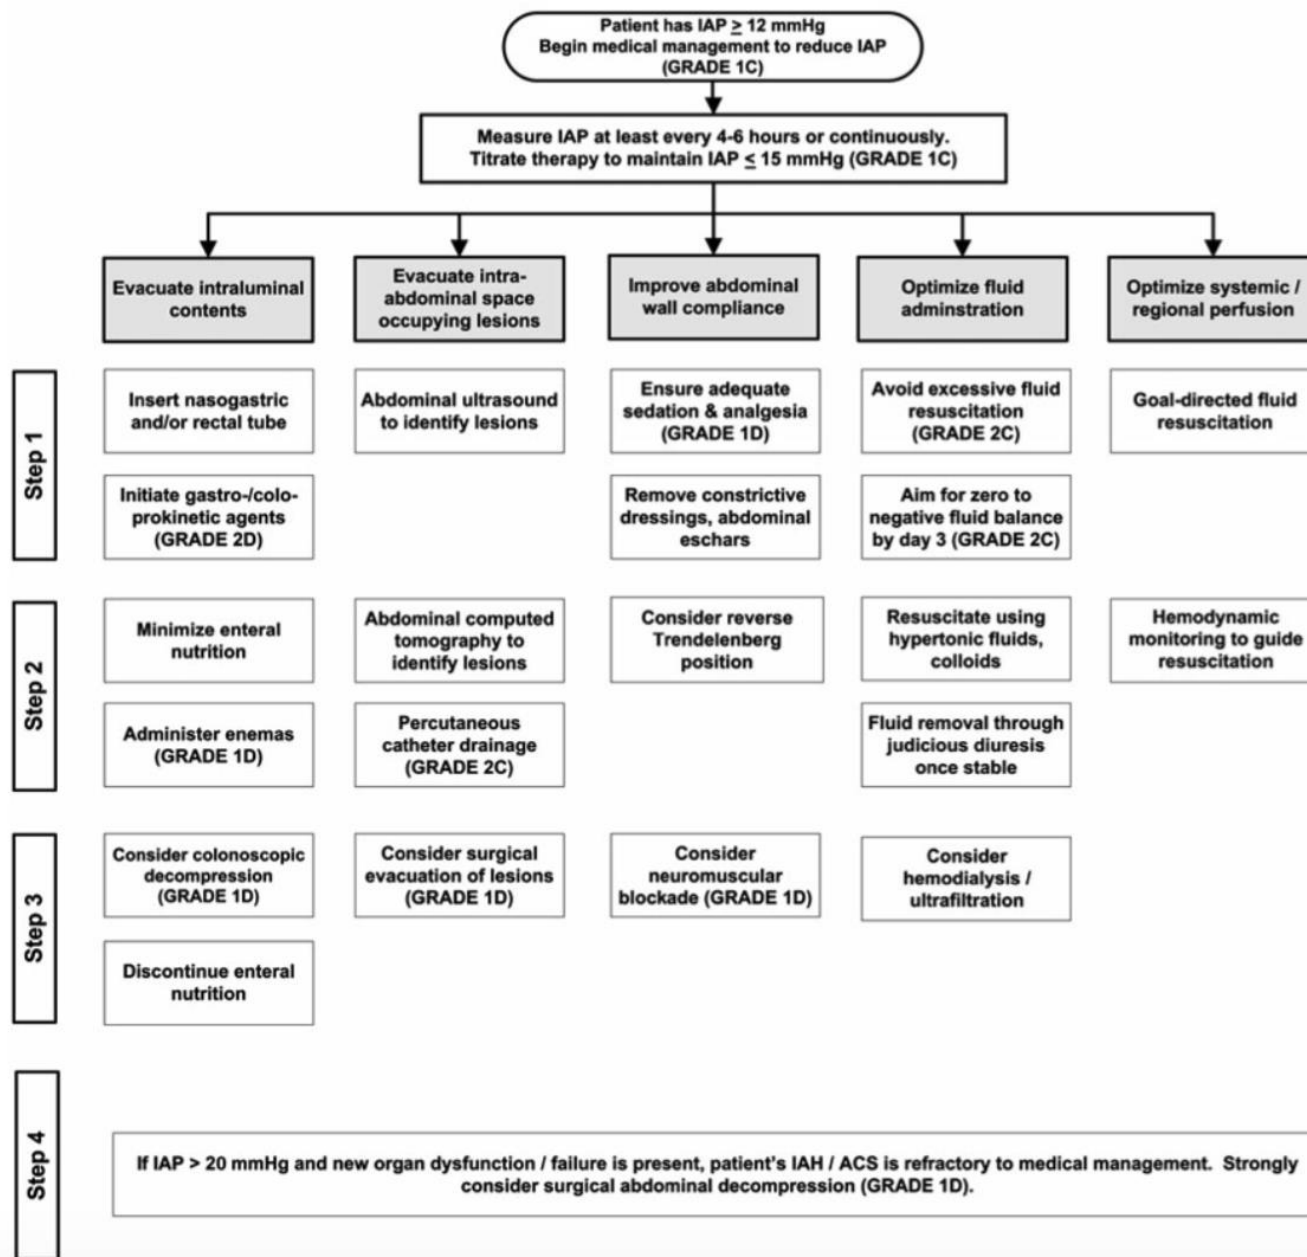 Patient has IAP ≥ 12 mmHg
Begin medical management to reduce IAP
(GRADE 1C)
Measure IAP at least every 4-6 hours or continuously.
Titrate therapy to maintain IAP ≤ 15 mmHg (GRADE 1C)
Evacuate intraluminal
contents
Evacuate intra-
abdominal space
occupying lesions
Improve abdominal
wall compliance
Optimize fluid
adminstration
Optimize systemic /
regional perfusion
Step 1
Insert nasogastric
and/or rectal tube
Abdominal ultrasound
to identify lesions
Ensure adequate
sedation & analgesia
(GRADE 1D)
Avoid excessive fluid
resuscitation
(GRADE 2C)
Goal-directed fluid
resuscitation
Initiate gastro-/colo-
prokinetic agents
(GRADE 2D)
Remove constrictive
dressings, abdominal
eschars
Aim for zero to
negative fluid balance
by day 3 (GRADE 2C)
Step 2
Minimize enteral
nutrition
Abdominal computed
tomography to
identify lesions
Consider reverse
Trendelenberg
position
Resuscitate using
hypertonic fluids,
colloids
Hemodynamic
monitoring to guide
resuscitation
Administer enemas
(GRADE 1D)
Percutaneous
catheter drainage
(GRADE 2C)
Fluid removal through
judicious diuresis
once stable
Step 3
Consider colonoscopic
decompression
(GRADE 1D)
Consider surgical
evacuation of lesions
(GRADE 1D)
Consider
neuromuscular
blockade (GRADE 1D)
Consider
hemodialysis /
ultrafiltration
Discontinue enteral
nutrition
Step 4
If IAP > 20 mmHg and new organ dysfunction / failure is present, patient's IAH / ACS is refractory to medical management. Strongly
consider surgical abdominal decompression (GRADE 1D).